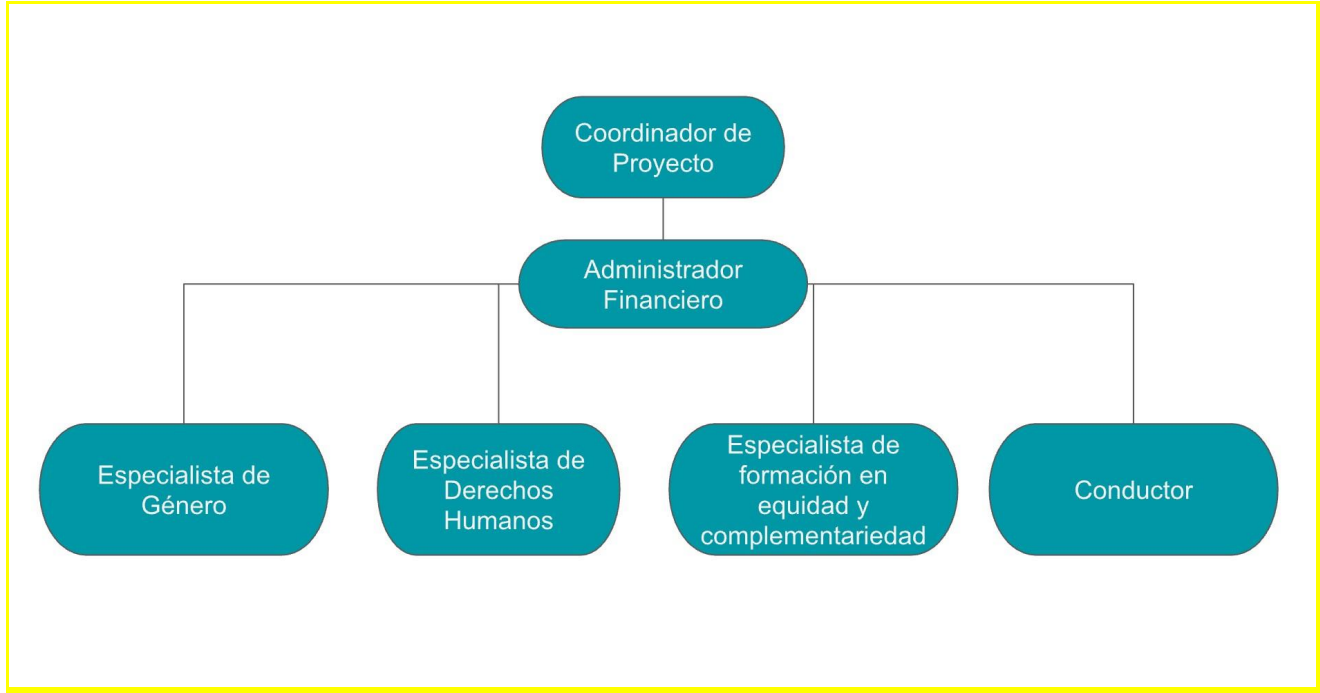 Coordinador de
Proyecto
Administrador
Financiero
Especialista de
Género
Especialista de
Derechos
Humanos
Especialista de
formación en
equidad y
complementariedad
Conductor